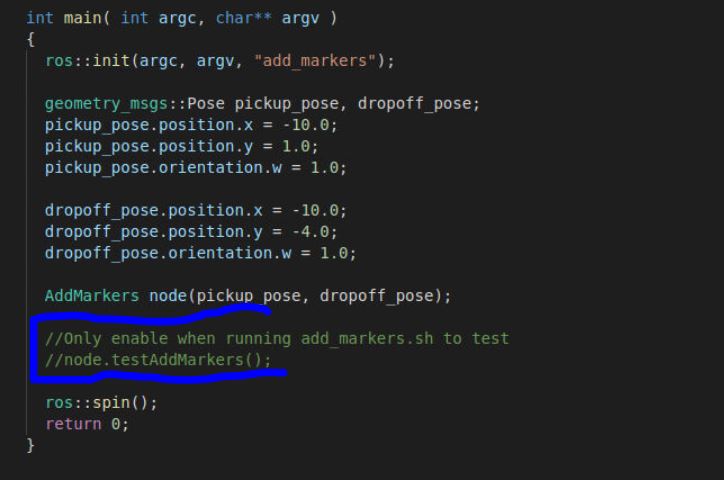 int main( int argc, char** argv )
{
ros::init(argc, argv, "add_markers");
geometry_msgs::Pose pickup_pose, dropoff_pose;
pickup_pose.position.x = -10.0;
pickup_pose.position.y = 1.0;
pickup_pose.orientation.w = 1.0;
dropoff_pose.position.x = -10.0;
dropoff_pose.position.y = -4.0;
dropoff_pose.orientation.w = 1.0;
AddMarkers node(pickup_pose, dropoff_pose);
//Only enable when running add_markers.sh to test
//node.testAddMarkers();
ros::spin();
return 0;
}